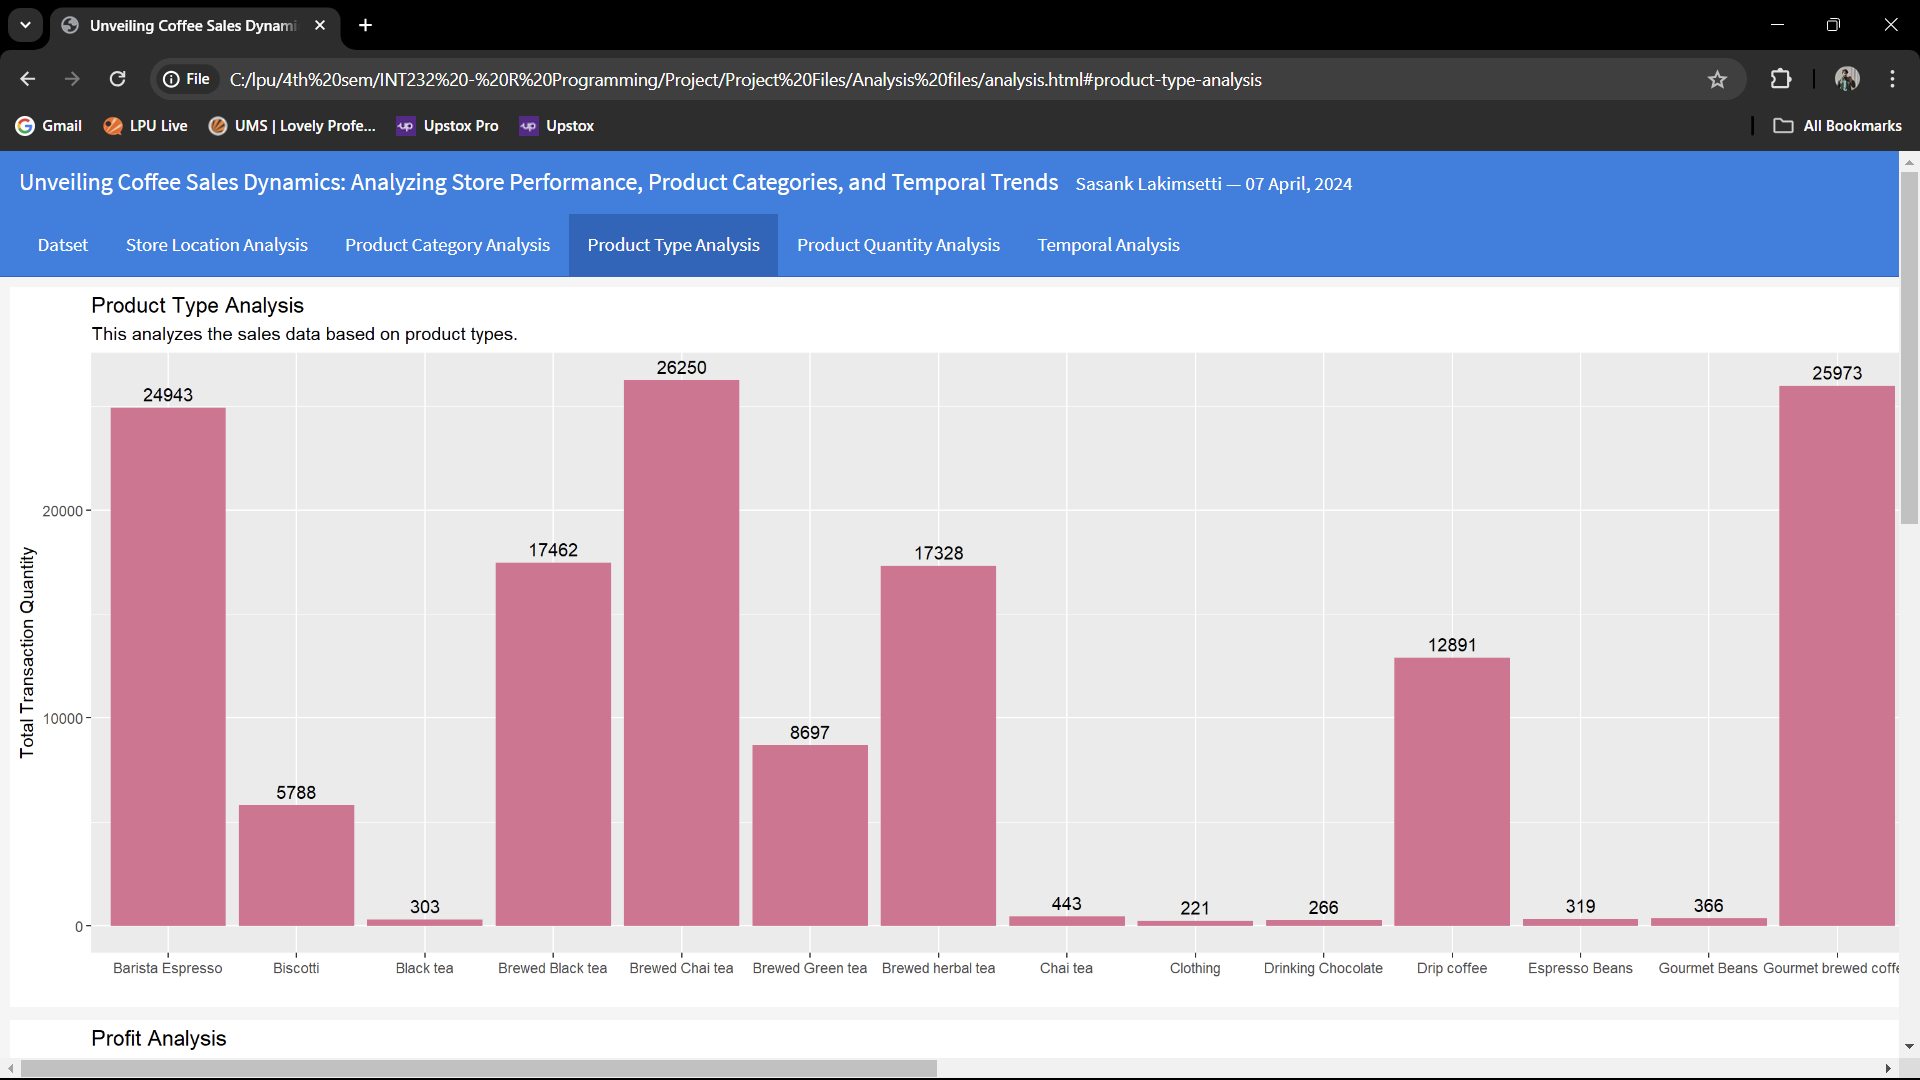 Unveiling Coffee Sales Dynami
File
C:/lpu/4th%20sem/INT232%20-%20R%20Programming/Project/Project%20Files/Analysis%20files/analysis.html#product-type-analysis
Gmail
LPU Live
UMS | Lovely Profe...
up
Upstox Pro
up
Upstox
All Bookmarks
Unveiling Coffee Sales Dynamics: Analyzing Store Performance, Product Categories, and Temporal Trends
Sasank Lakimsetti — 07 April, 2024
Datset
Store Location Analysis
Product Category Analysis
Product Type Analysis
Product Quantity Analysis
Temporal Analysis
Product Type Analysis
This analyzes the sales data based on product types.
Total Transaction Quantity
20000
10000
0
24943
5788
303
17462
26250
8697
17328
443
221
266
12891
319
366
25973
Barista Espresso
Biscotti
Black tea
Brewed Black tea
Brewed Chai tea
Brewed Green tea
Brewed herbal tea
Chai tea
Clothing
Drinking Chocolate
Drip coffee
Espresso Beans
Gourmet Beans
Gourmet brewed coffe
Profit Analysis